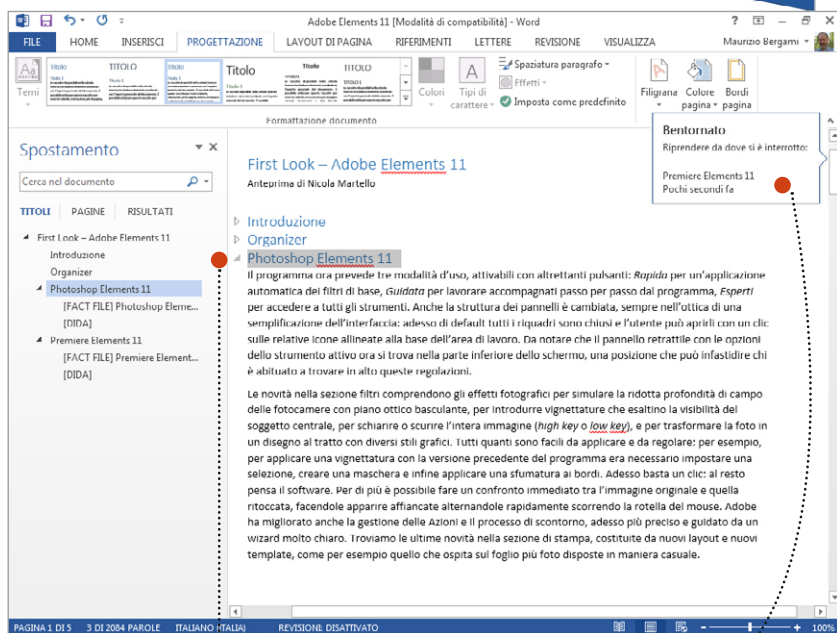 Adobe Elements 11 [Modalità di compatibilità] - Word
FILE HOME INSERISCI PROGETTAZIONE LAYOUT DI PAGINA RIFERIMENTI LETTERE REVISIONE VISUALIZZA Maurizio Bergami
Temi
Titolo
TITOLO
Titolo
Titolo
Titolo
TITOLO
Colori
Tipi di carattere
Spaziatura paragrafo
Effetti
Imposta come predefinito
Filigrana
Colore pagina
Bordi pagina
Formattazione documento
Bentornato
Riprendere da dove si è interrotto:
Premiere Elements 11
Pochi secondi fa
Spostamento
Cerca nel documento
TITOLI PAGINE RISULTATI
First Look – Adobe Elements 11
Introduzione
Organizer
Photoshop Elements 11
[FACT FILE] Photoshop Eleme...
[DIDA]
Premiere Elements 11
[FACT FILE] Premiere Element...
[DIDA]
First Look – Adobe Elements 11
Anteprima di Nicola Martello
Introduzione
Organizer
Photoshop Elements 11
Il programma ora prevede tre modalità d'uso, attivabili con altrettanti pulsanti: Rapida per un'applicazione
automatica dei filtri di base, Guidata per lavorare accompagnati passo per passo dal programma, Esperti
per accedere a tutti gli strumenti. Anche la struttura dei pannelli è cambiata, sempre nell'ottica di una
semplificazione dell'interfaccia: adesso di default tutti i riquadri sono chiusi e l'utente può aprirli con un clic
sulle relative icone allineate alla base dell'area di lavoro. Da notare che il pannello retrattile con le opzioni
dello strumento attivo ora si trova nella parte inferiore dello schermo, una posizione che può infastidire chi
è abituato a trovare in alto queste regolazioni.
Le novità nella sezione filtri comprendono gli effetti fotografici per simulare la ridotta profondità di campo
delle fotocamere con piano ottico basculante, per introdurre vignettature che esaltino la visibilità del
soggetto centrale, per schiarire o scurire l'intera immagine (high key o low key), e per trasformare la foto in
un disegno al tratto con diversi stili grafici. Tutti quanti sono facili da applicare e da regolare: per esempio,
per applicare una vignettatura con la versione precedente del programma era necessario impostare una
selezione, creare una maschera e infine applicare una sfumatura ai bordi. Adesso basta un clic: al resto
pensa il software. Per di più è possibile fare un confronto immediato tra l'immagine originale e quella
ritoccata, facendole apparire affiancate alternandole rapidamente scorrendo la rotella del mouse. Adobe
ha migliorato anche la gestione delle Azioni e il processo di scontorno, adesso più preciso e guidato da un
wizard molto chiaro. Troviamo le ultime novità nella sezione di stampa, costituite da nuovi layout e nuovi
template, come per esempio quello che ospita sul foglio più foto disposte in maniera casuale.
PAGINA 1 DI 5 3 DI 2084 PAROLE ITALIANO (ITALIA) REVISIONI: DISATTIVATO 100%